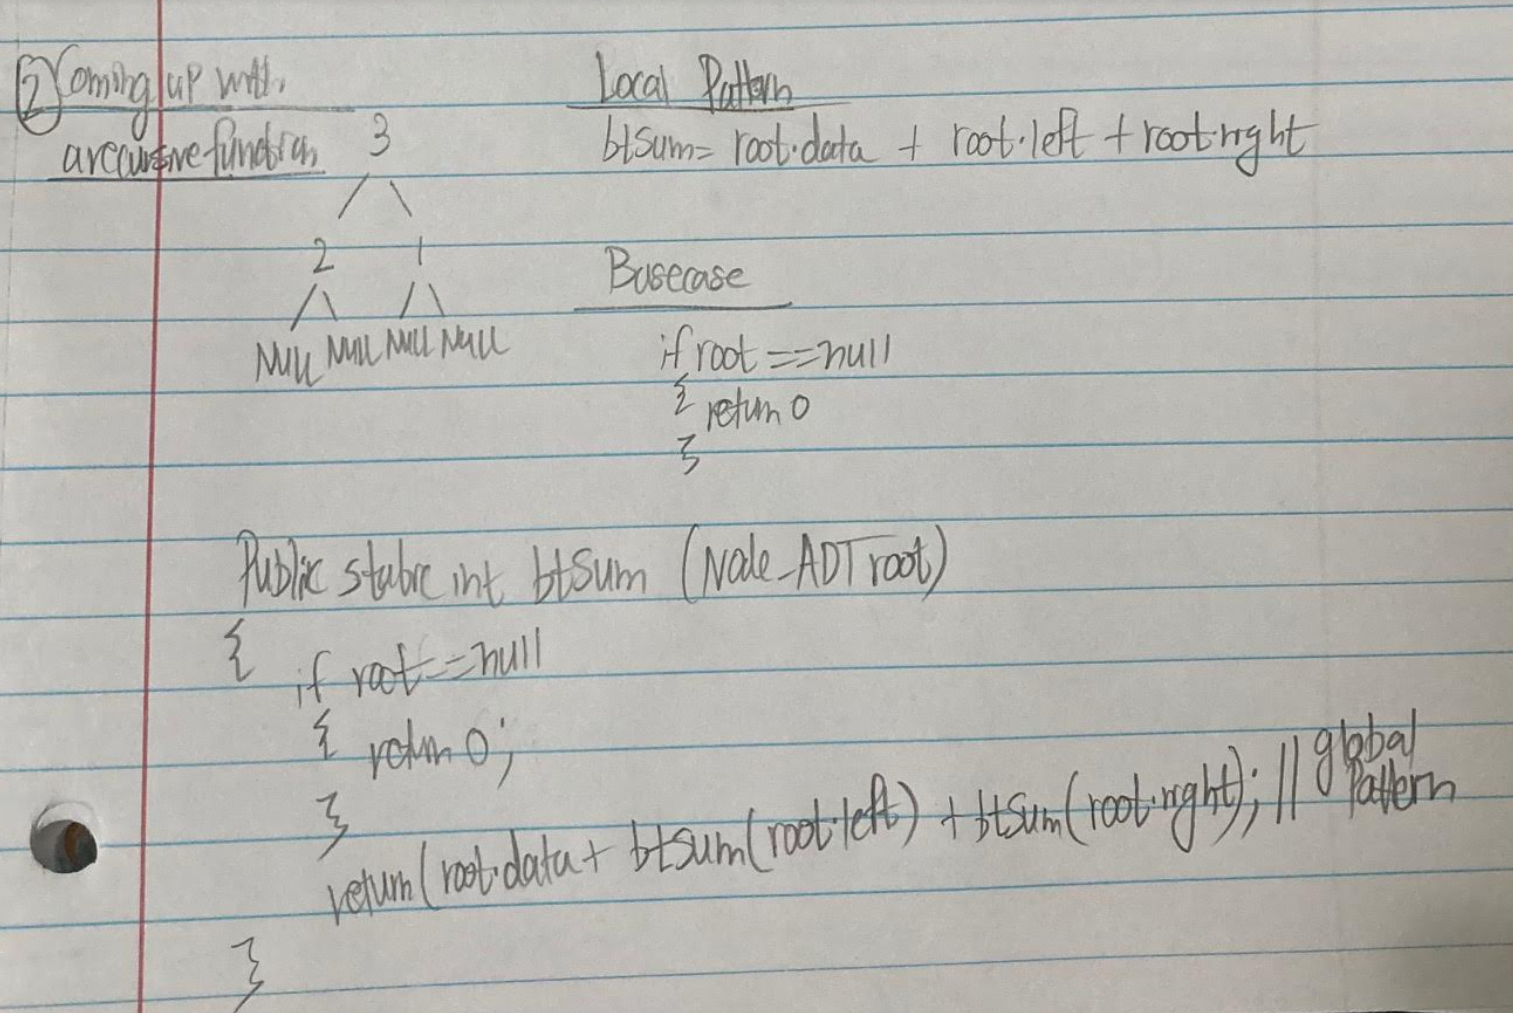 ② Coming up with
a recursive function
3
/ \
2 1
/\ /\
NULL NULL NULL NULL
Local Pattern
btsum= root.data + root.left + root.right
Basecase
if root ==null
{ return 0
}
Public static int btSum (Node_ADT root)
{
if root==null
{ return 0;
}
return(root.data+ btsum(root.left) + btsum(root.right); // global
Pattern
}